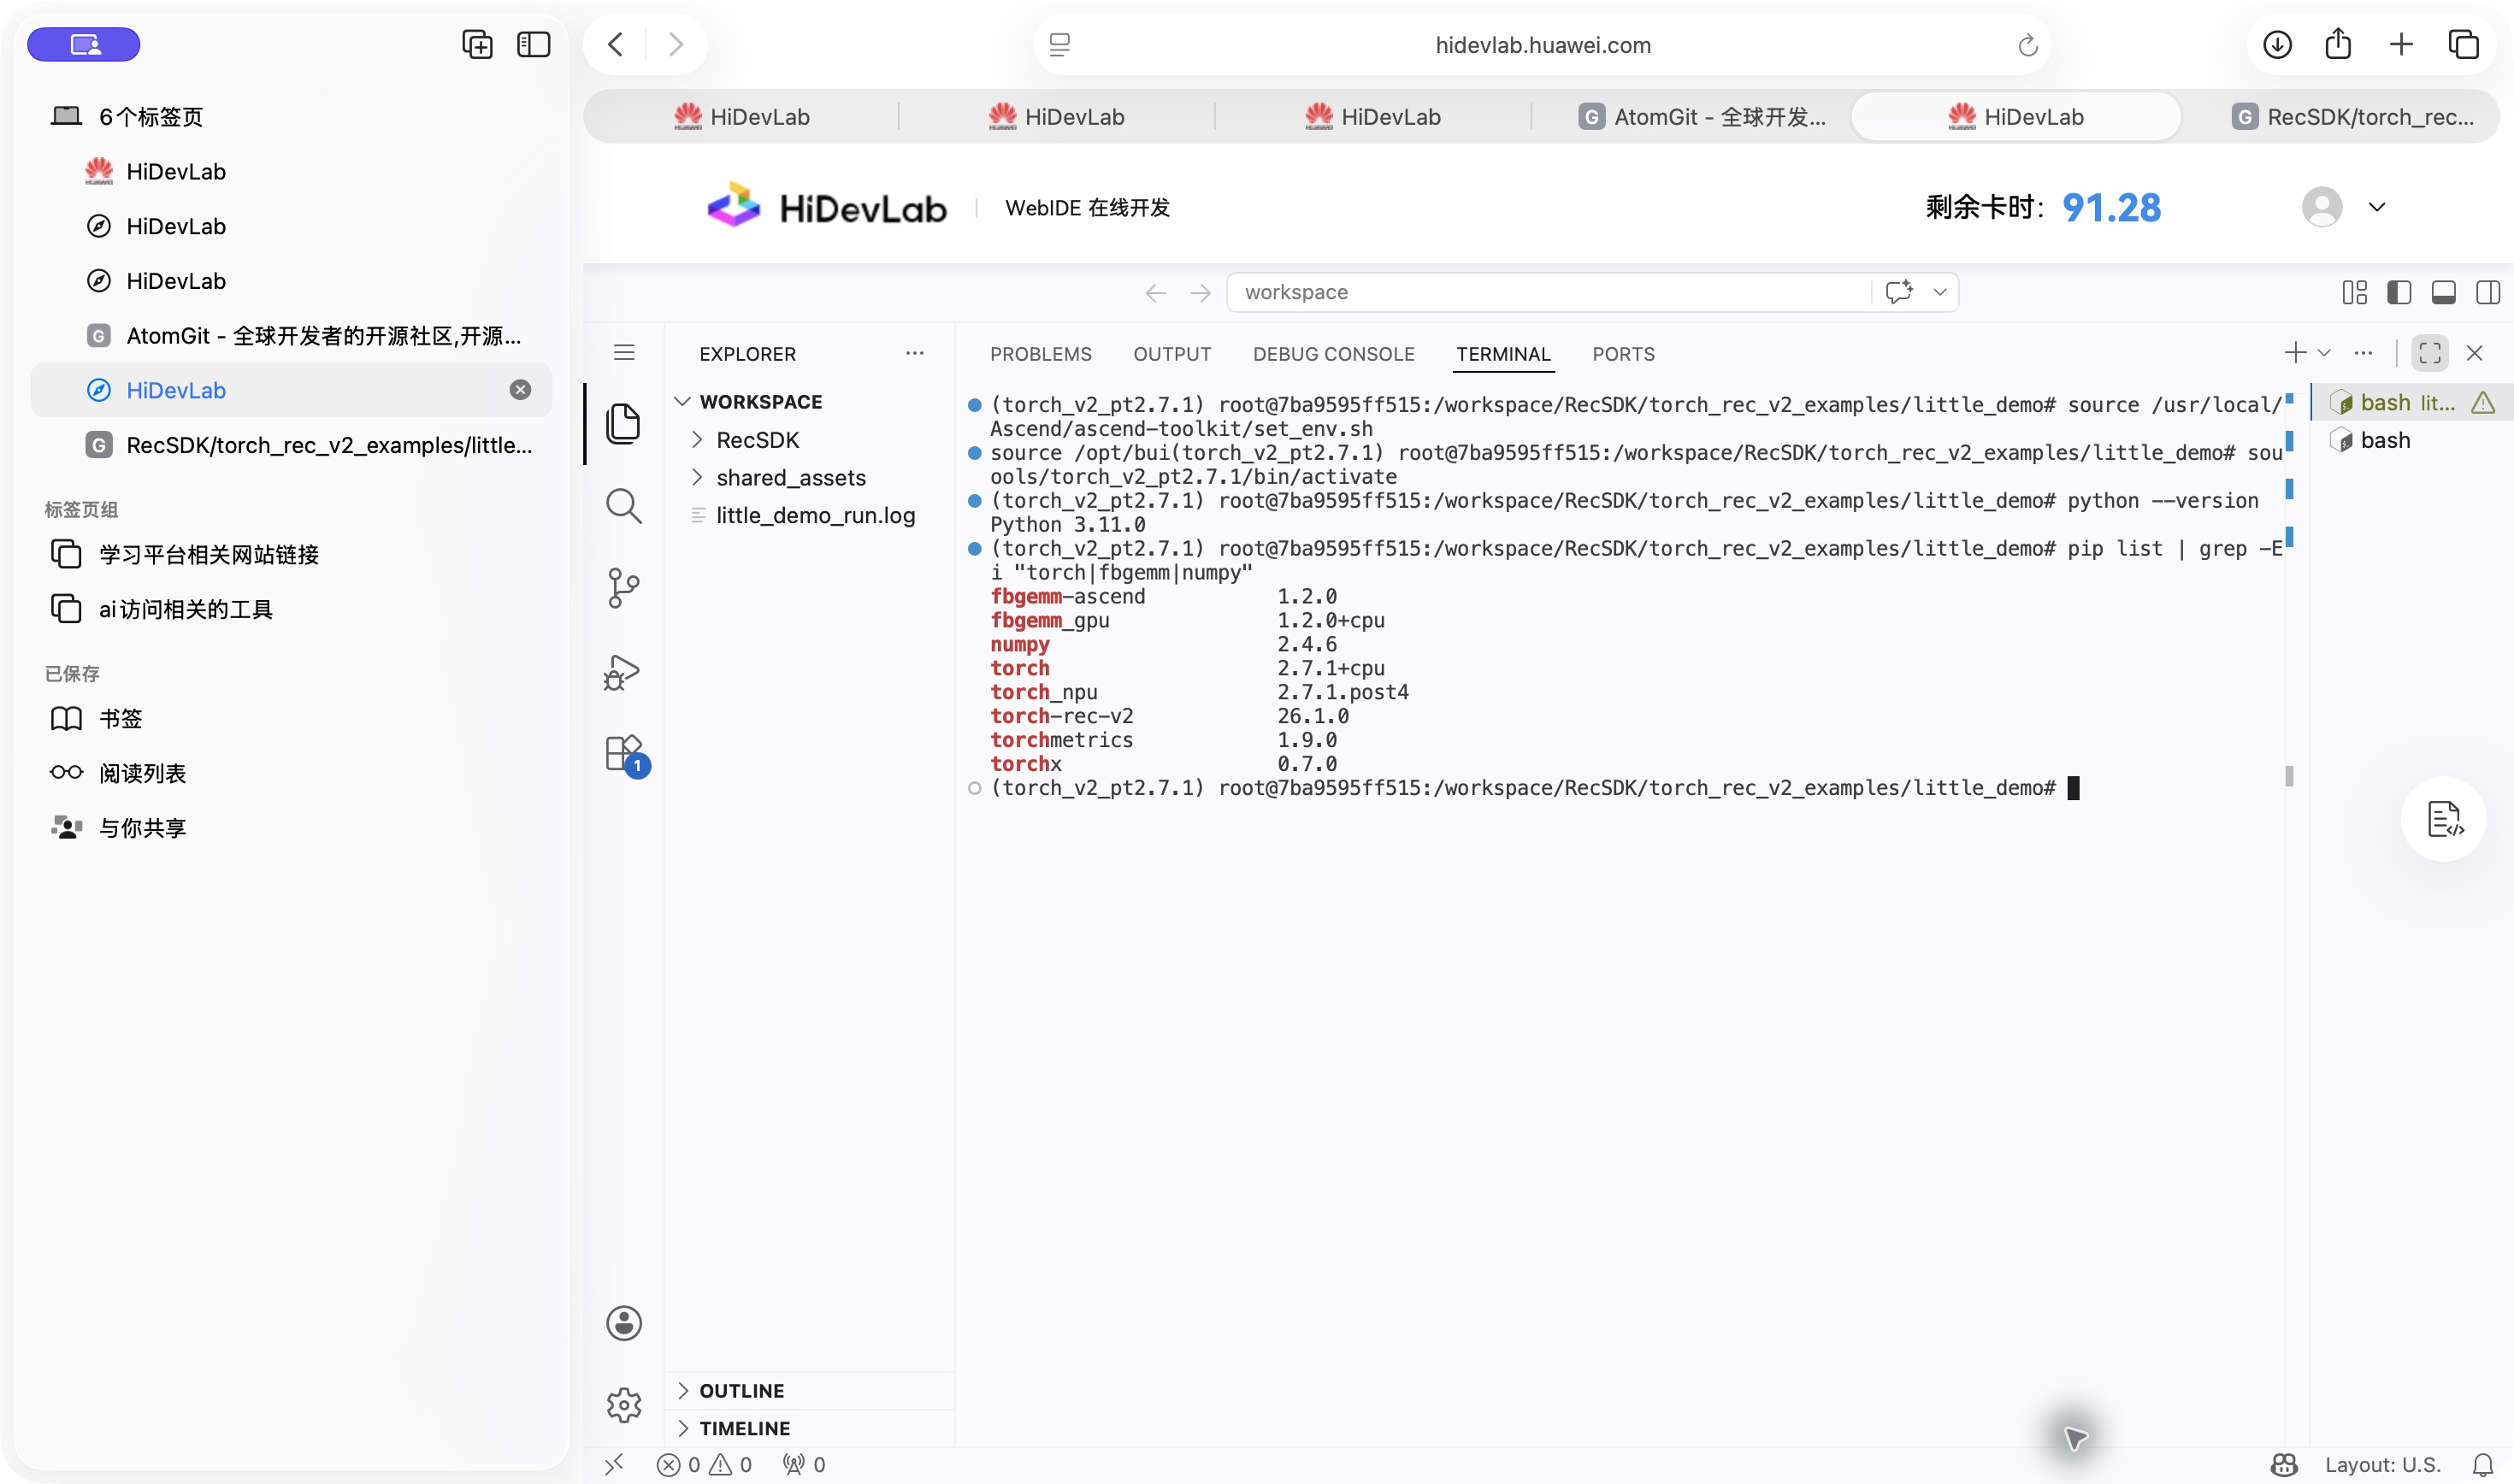 hidevlab.huawei.com
6个标签页
HiDevLab
HiDevLab
HiDevLab
AtomGit - 全球开发者的开源社区,开源...
HiDevLab
RecSDK/torch_rec_v2_examples/little...
标签页组
学习平台相关网站链接
ai访问相关的工具
已保存
书签
阅读列表
与你共享
HiDevLab
HiDevLab
HiDevLab
G AtomGit - 全球开发...
HiDevLab
G RecSDK/torch_rec...
HiDevLab | WebIDE 在线开发
剩余卡时: 91.28
workspace
EXPLORER
WORKSPACE
RecSDK
shared_assets
little_demo_run.log
OUTLINE
TIMELINE
1
PROBLEMS OUTPUT DEBUG CONSOLE TERMINAL PORTS
(torch_v2_pt2.7.1) root@7ba9595ff515:/workspace/RecSDK/torch_rec_v2_examples/little_demo# source /usr/local/
Ascend/ascend-toolkit/set_env.sh
source /opt/bui(torch_v2_pt2.7.1) root@7ba9595ff515:/workspace/RecSDK/torch_rec_v2_examples/little_demo# sou
ools/torch_v2_pt2.7.1/bin/activate
(torch_v2_pt2.7.1) root@7ba9595ff515:/workspace/RecSDK/torch_rec_v2_examples/little_demo# python --version
Python 3.11.0
(torch_v2_pt2.7.1) root@7ba9595ff515:/workspace/RecSDK/torch_rec_v2_examples/little_demo# pip list | grep -E
i "torch|fbgemm|numpy"
fbgemm-ascend 1.2.0
fbgemm_gpu 1.2.0+cpu
numpy 2.4.6
torch 2.7.1+cpu
torch_npu 2.7.1.post4
torch-rec-v2 26.1.0
torchmetrics 1.9.0
torchx 0.7.0
(torch_v2_pt2.7.1) root@7ba9595ff515:/workspace/RecSDK/torch_rec_v2_examples/little_demo#
bash lit...
bash
0 0 0
Layout: U.S.